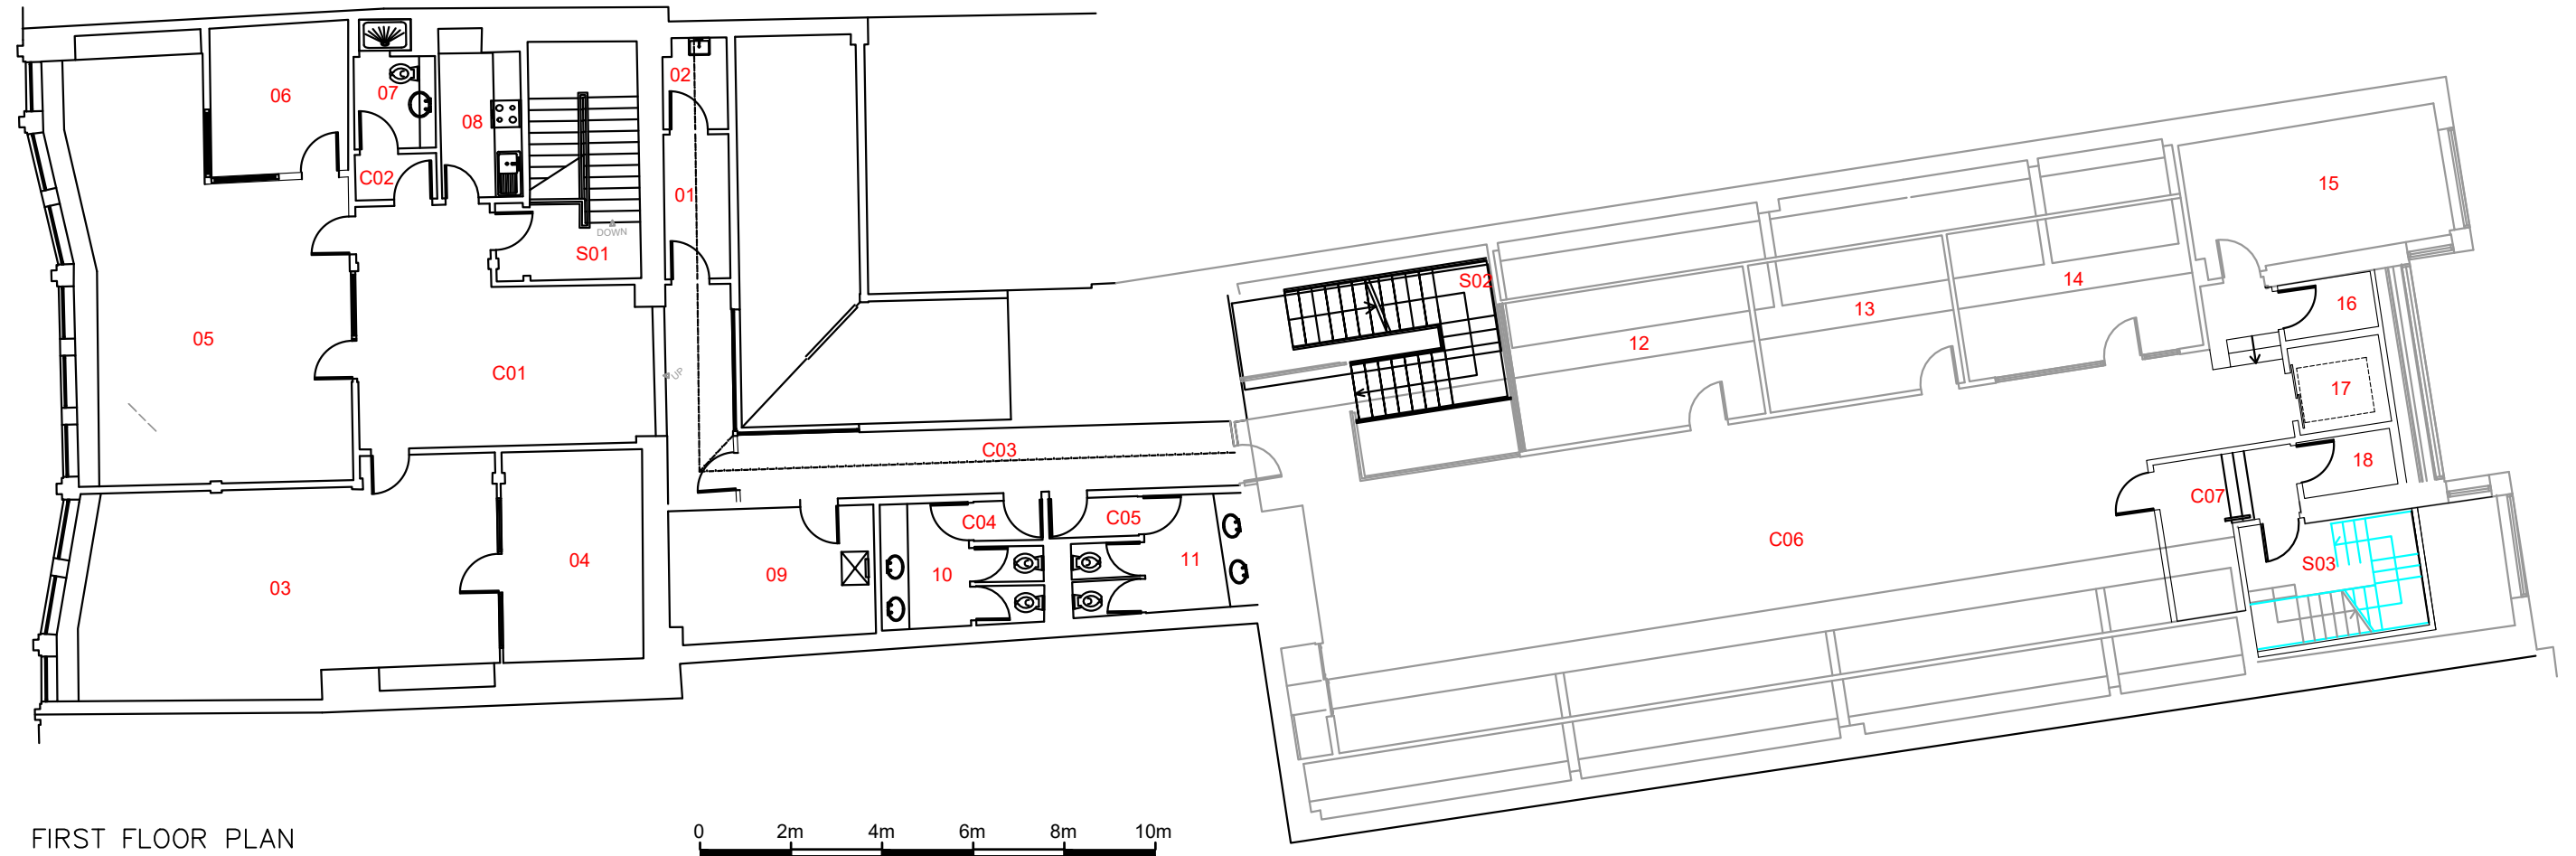 06
07
02
08
C02
01
DOWN
S01
05
C01
UP
S02
15
14
13
16
12
17
C03
18
C07
C04
C05
C06
03
04
09
10
11
S03
FIRST FLOOR PLAN
0 2m 4m 6m 8m 10m